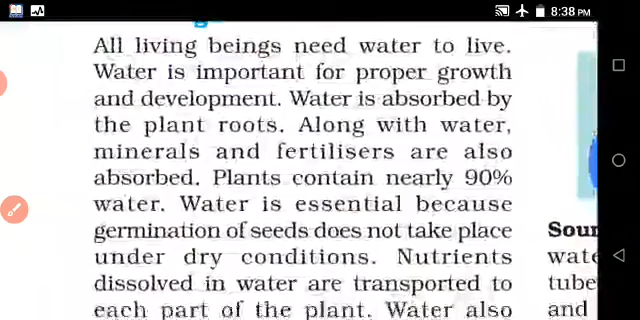 8:38 PM
All living beings need water to live.
Water is important for proper growth
and development. Water is absorbed by
the plant roots. Along with water,
minerals and fertilisers are also
absorbed. Plants contain nearly 90%
water. Water is essential because
germination of seeds does not take place
under dry conditions. Nutrients
dissolved in water are transported to
each part of the plant. Water also
Sour
wate
tube
and